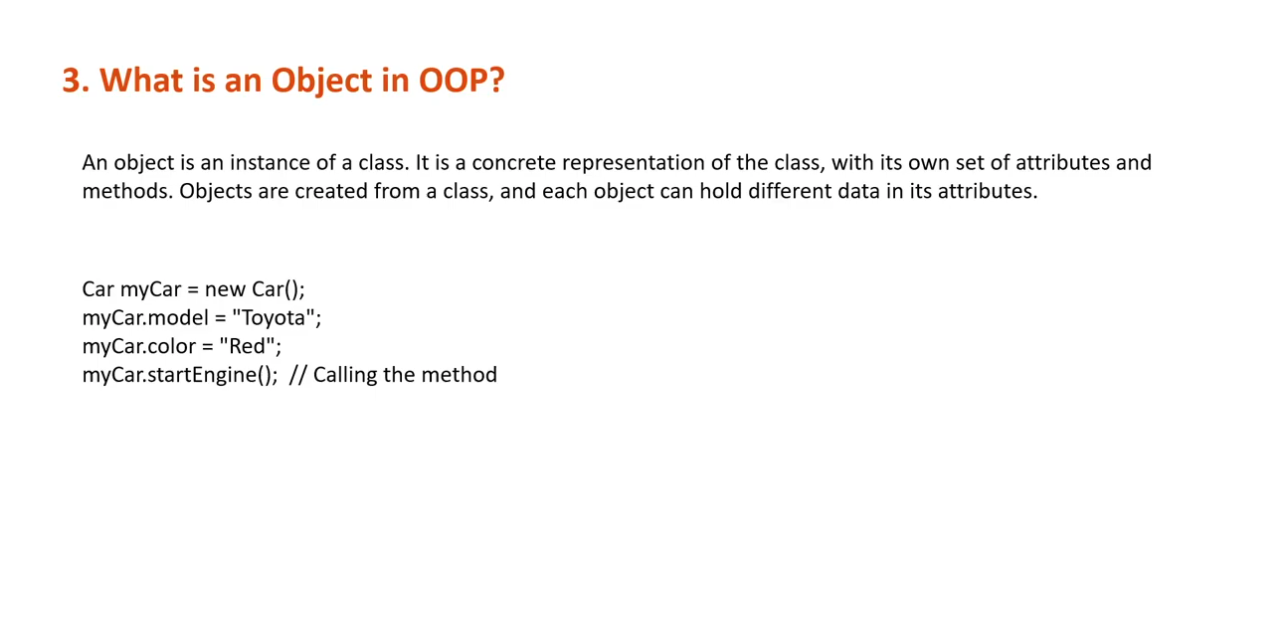 3. What is an Object in OOP?
An object is an instance of a class. It is a concrete representation of the class, with its own set of attributes and
methods. Objects are created from a class, and each object can hold different data in its attributes.
Car myCar = new Car();
myCar.model = "Toyota";
myCar.color = "Red";
myCar.startEngine();  // Calling the method